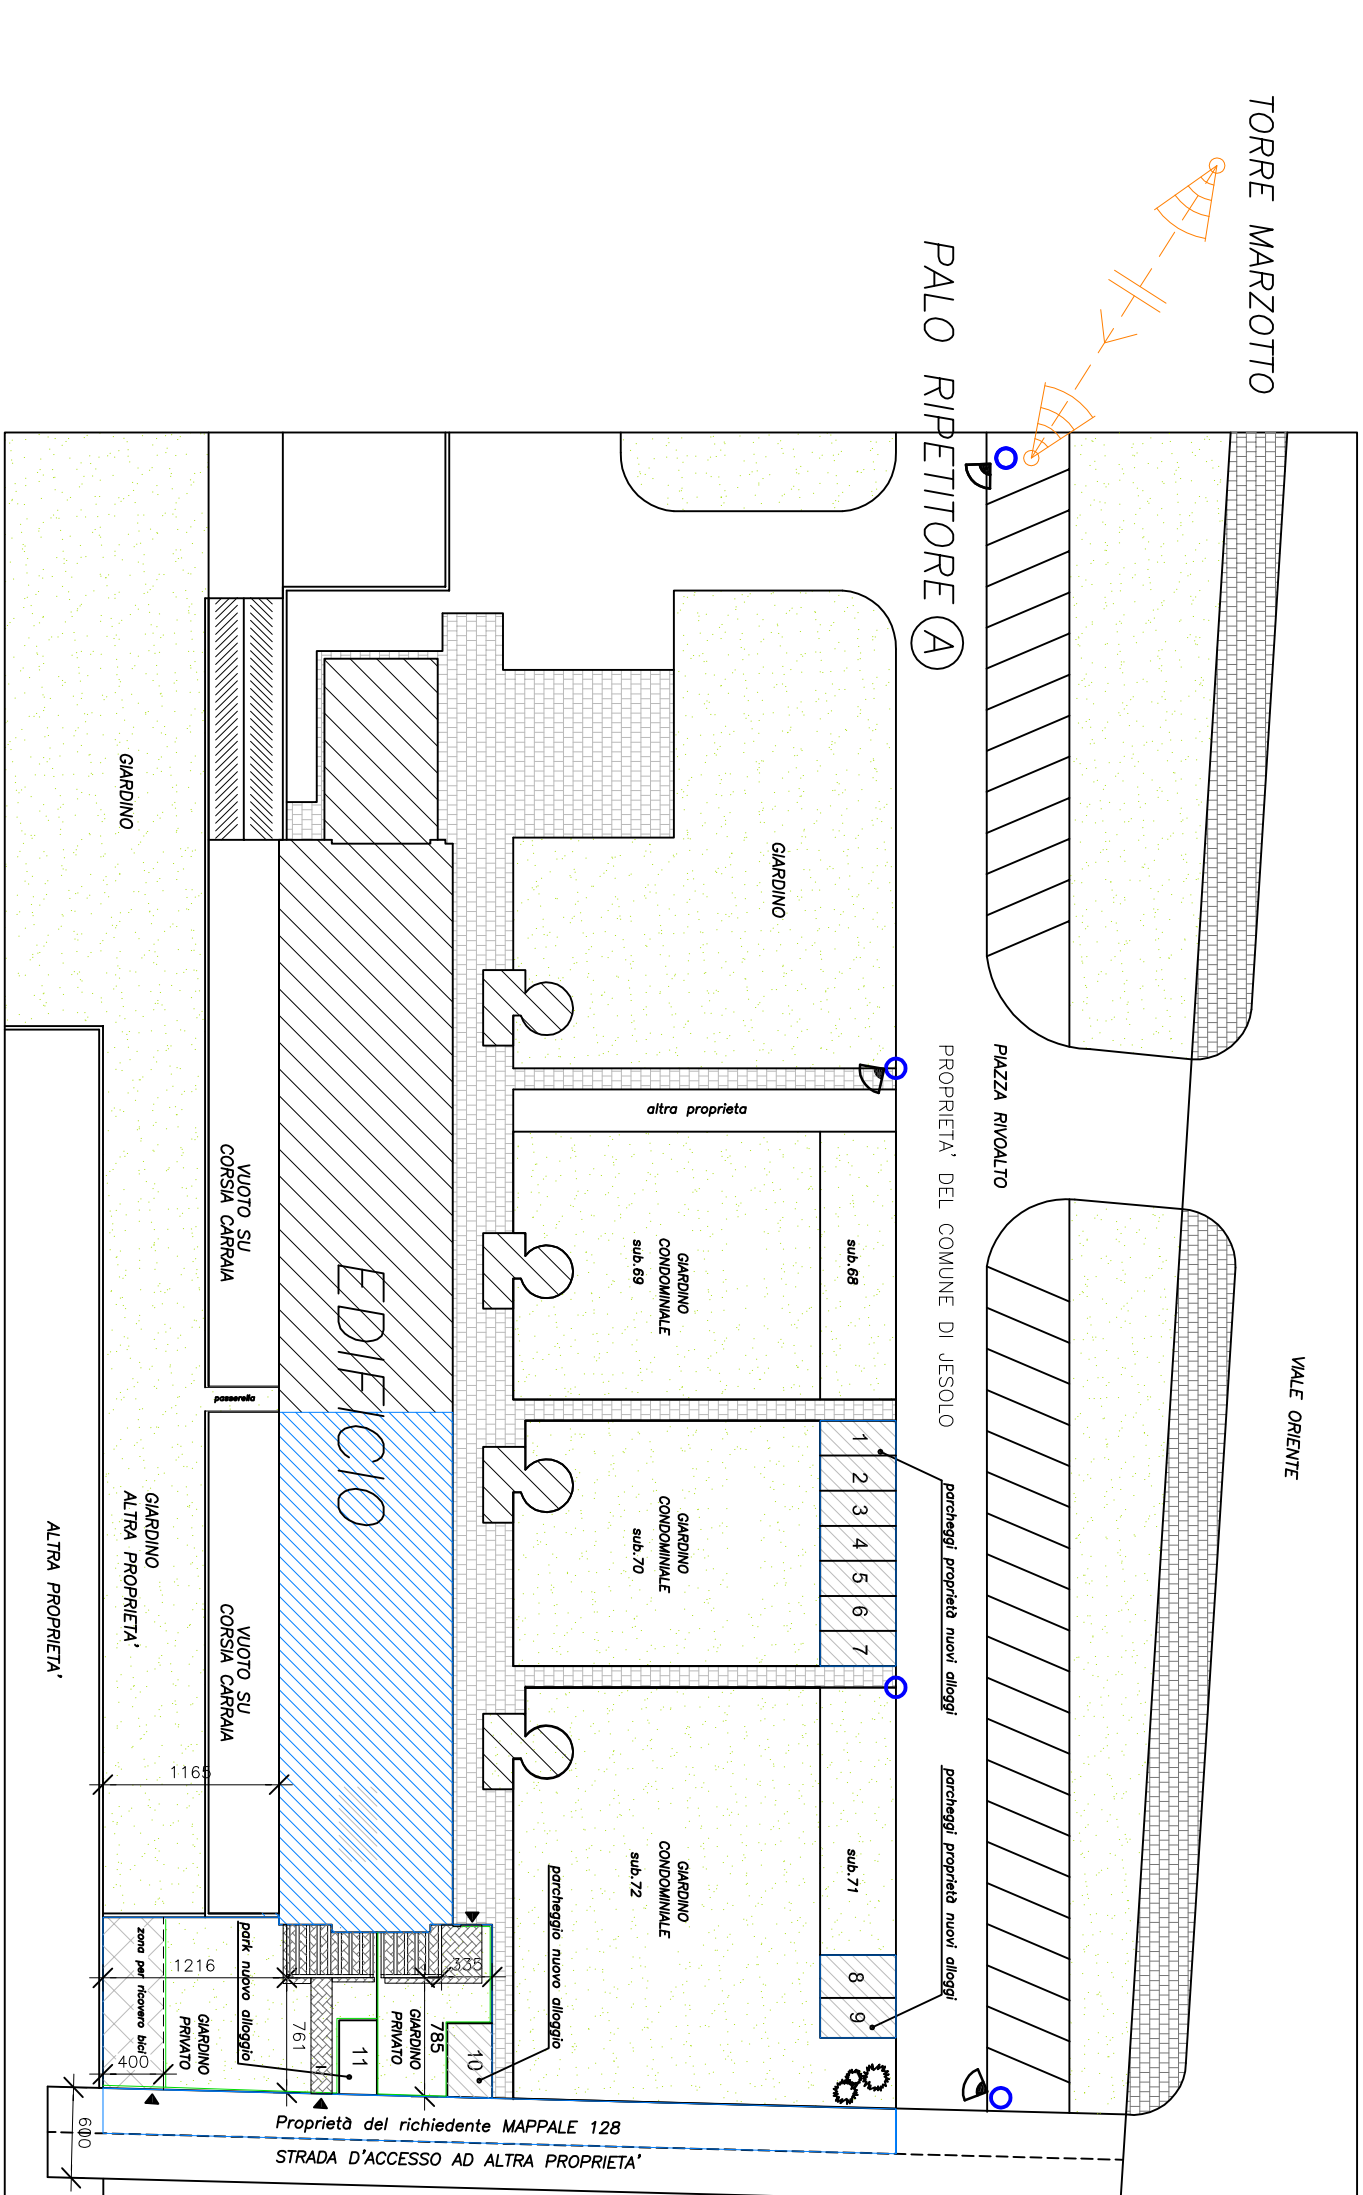 TORRE MARZOTTO
PALO RIPETITORE A
VIALE ORIENTE
PIAZZA RIVOALTO
PROPRIETA' DEL COMUNE DI JESOLO
parcheggi proprietà nuovi alloggi
parcheggi proprietà nuovi alloggi
GIARDINO
altra proprieta
sub.68
GIARDINO
CONDOMINIALE
sub.69
1
2
3
4
5
6
7
GIARDINO
CONDOMINIALE
sub.70
sub.71
8
9
GIARDINO
CONDOMINIALE
sub.72
parcheggio nuovo alloggio
EDIFICIO
335
10
785
GIARDINO
PRIVATO
11
761
park nuovo alloggio
GIARDINO
VUOTO SU
CORSIA CARRAIA
passerella
VUOTO SU
CORSIA CARRAIA
1165
1216
GIARDINO
PRIVATO
zona per ricovero bici
400
GIARDINO
ALTRA PROPRIETA'
ALTRA PROPRIETA'
600
Proprietà del richiedente MAPPALE 128
STRADA D'ACCESSO AD ALTRA PROPRIETA'